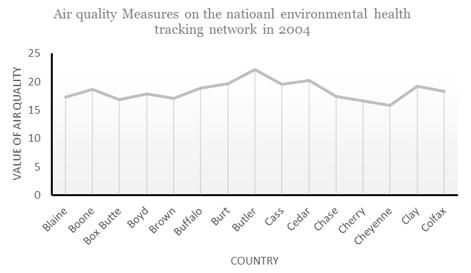 Air quality Measures on the natioanl environmental health
tracking network in 2004
VALUE OF AIR QUALITY
25
20
15
10
5
0
Blaine
Boone
Box Butte
Boyd
Brown
Buffalo
Burt
Butler
Cass
Cedar
Chase
Cherry
Cheyenne
Clay
Colfax
COUNTRY